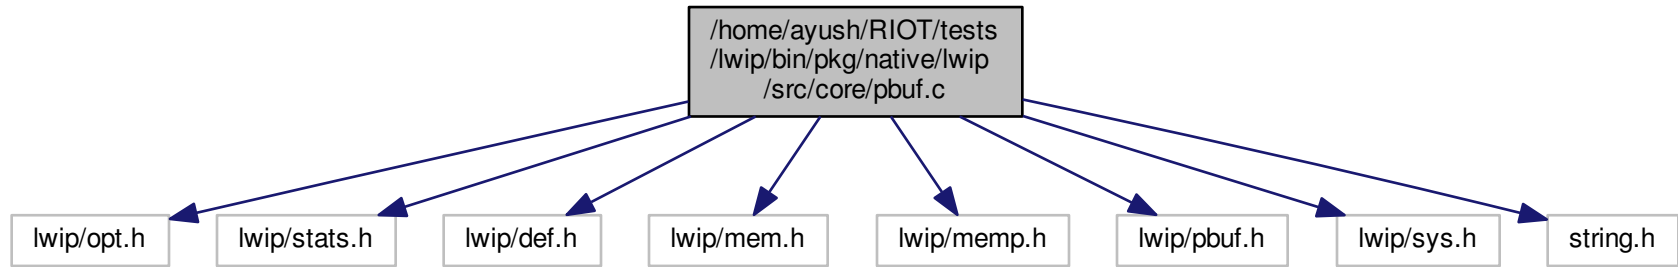 /home/ayush/RIOT/tests
/lwip/bin/pkg/native/lwip
/src/core/pbuf.c
lwip/opt.h
lwip/stats.h
lwip/def.h
lwip/mem.h
lwip/memp.h
lwip/pbuf.h
lwip/sys.h
string.h